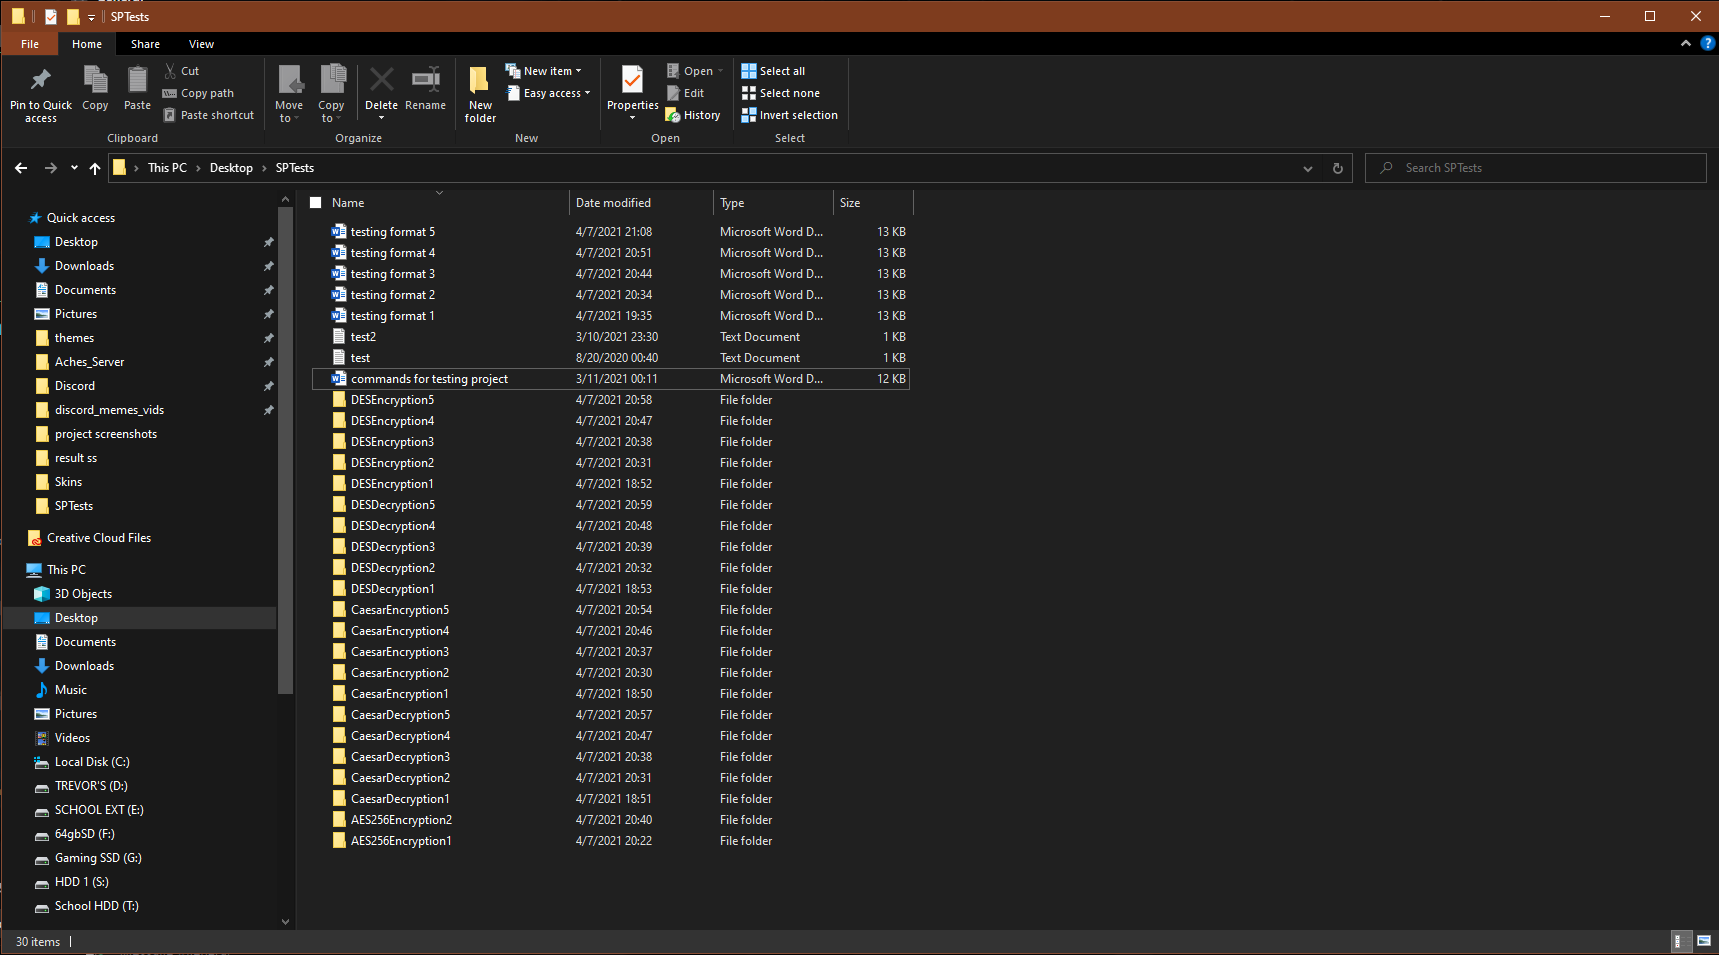 SPTests
File Home Share View
Pin to Quick access
Copy
Paste
Cut
Copy path
Paste shortcut
Clipboard
Move to
Copy to
Delete
Rename
Organize
New folder
New item
Easy access
New
Properties
Open
Edit
History
Open
Select all
Select none
Invert selection
Select
This PC › Desktop › SPTests
Search SPTests
Quick access
Desktop
Downloads
Documents
Pictures
themes
Aches_Server
Discord
discord_memes_vids
project screenshots
result ss
Skins
SPTests
Creative Cloud Files
This PC
3D Objects
Desktop
Documents
Downloads
Music
Pictures
Videos
Local Disk (C:)
TREVOR'S (D:)
SCHOOL EXT (E:)
64gbSD (F:)
Gaming SSD (G:)
HDD 1 (S:)
School HDD (T:)
Name Date modified Type Size
testing format 5 4/7/2021 21:08 Microsoft Word D... 13 KB
testing format 4 4/7/2021 20:51 Microsoft Word D... 13 KB
testing format 3 4/7/2021 20:44 Microsoft Word D... 13 KB
testing format 2 4/7/2021 20:34 Microsoft Word D... 13 KB
testing format 1 4/7/2021 19:35 Microsoft Word D... 13 KB
test2 3/10/2021 23:30 Text Document 1 KB
test 8/20/2020 00:40 Text Document 1 KB
commands for testing project 3/11/2021 00:11 Microsoft Word D... 12 KB
DESEncryption5 4/7/2021 20:58 File folder
DESEncryption4 4/7/2021 20:47 File folder
DESEncryption3 4/7/2021 20:38 File folder
DESEncryption2 4/7/2021 20:31 File folder
DESEncryption1 4/7/2021 18:52 File folder
DESDecryption5 4/7/2021 20:59 File folder
DESDecryption4 4/7/2021 20:48 File folder
DESDecryption3 4/7/2021 20:39 File folder
DESDecryption2 4/7/2021 20:32 File folder
DESDecryption1 4/7/2021 18:53 File folder
CaesarEncryption5 4/7/2021 20:54 File folder
CaesarEncryption4 4/7/2021 20:46 File folder
CaesarEncryption3 4/7/2021 20:37 File folder
CaesarEncryption2 4/7/2021 20:30 File folder
CaesarEncryption1 4/7/2021 18:50 File folder
CaesarDecryption5 4/7/2021 20:57 File folder
CaesarDecryption4 4/7/2021 20:47 File folder
CaesarDecryption3 4/7/2021 20:38 File folder
CaesarDecryption2 4/7/2021 20:31 File folder
CaesarDecryption1 4/7/2021 18:51 File folder
AES256Encryption2 4/7/2021 20:40 File folder
AES256Encryption1 4/7/2021 20:22 File folder
30 items